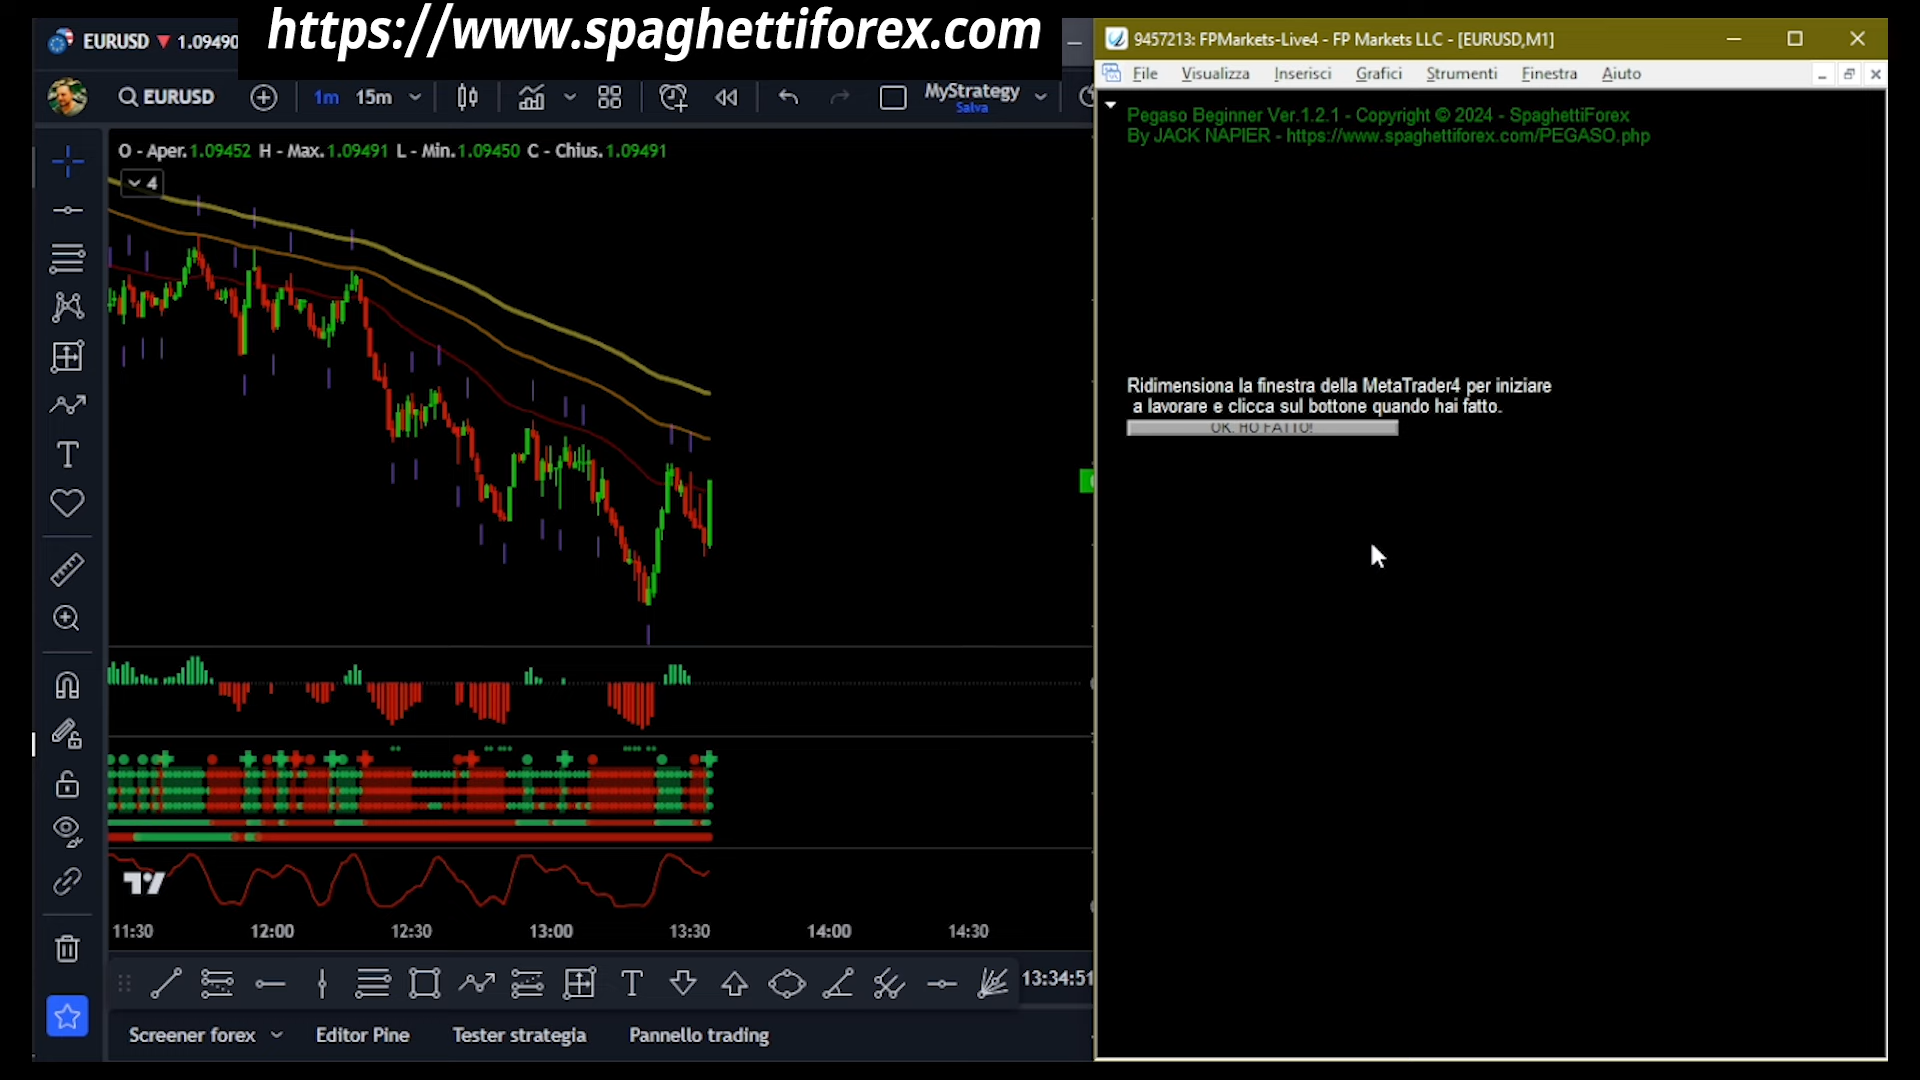 https://www.spaghettiforex.com
EURUSD ▼ 1.09490
9457213: FPMarkets-Live4 - FP Markets LLC - [EURUSD,M1]
File Visualizza Inserisci Grafici Strumenti Finestra Aiuto
EURUSD 1m 15m MyStrategy
Salva
O - Aper.1.09452 H - Max.1.09491 L - Min.1.09450 C - Chius.1.09491
4
Pegaso Beginner Ver.1.2.1 - Copyright © 2024 - SpaghettiForex
By JACK NAPIER - https://www.spaghettiforex.com/PEGASO.php
Ridimensiona la finestra della MetaTrader4 per iniziare
a lavorare e clicca sul bottone quando hai fatto.
OK, HO FATTO!
11:30 12:00 12:30 13:00 13:30 14:00 14:30
13:34:51
Screener forex Editor Pine Tester strategia Pannello trading